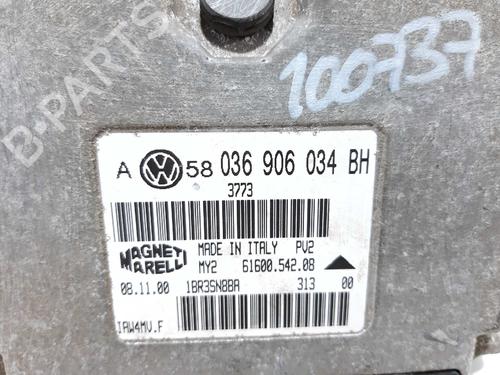 100737
B-PARTS
A VW 58 036 906 034 BH
3773
MAGNETI MARELLI MADE IN ITALY PV2
MY2 61600.542.08
08.11.00 1BR3SN8BA 313 00
IAW4MV.F